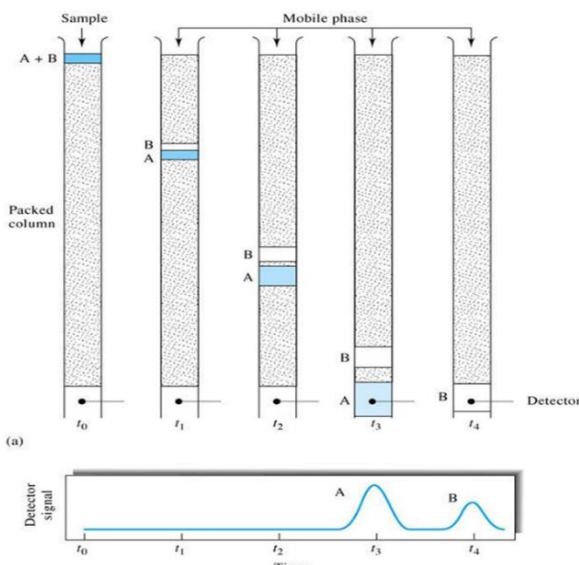 Sample
Mobile phase
A + B
B
A
Packed
column
B
A
B
A
B
Detector
t0
t1
t2
t3
t4
(a)
Detector
signal
A
B
t0
t1
t2
t3
t4